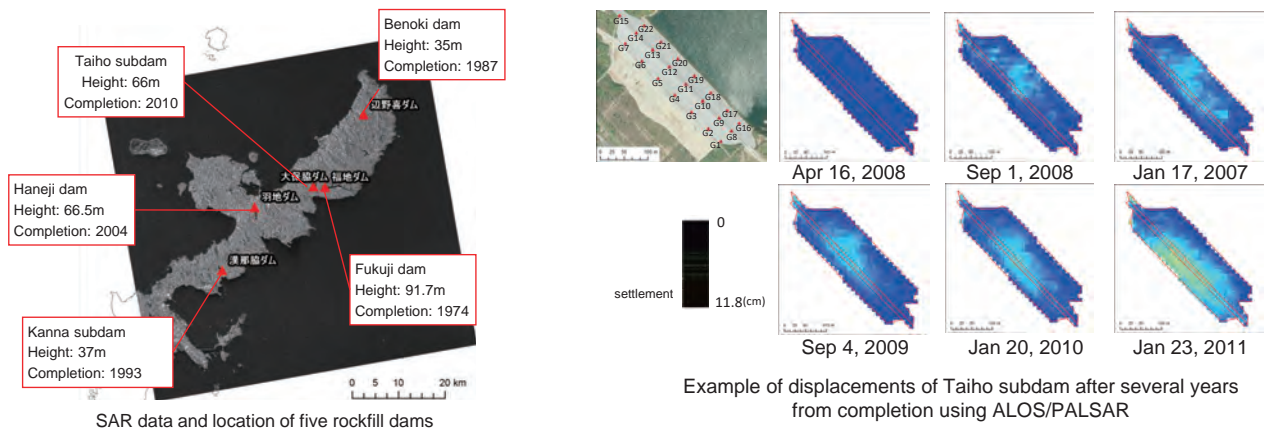 Benoki dam
Height: 35m
Completion: 1987
Taiho subdam
Height: 66m
Completion: 2010
辺野喜ダム
大保脇ダム 福地ダム
羽地ダム
Haneji dam
Height: 66.5m
Completion: 2004
漢那脇ダム
Fukuji dam
Height: 91.7m
Completion: 1974
Kanna subdam
Height: 37m
Completion: 1993
0 5 10 20 km
SAR data and location of five rockfill dams
G15
G22
G14
G7
G21
G13
G6
G20
G12
G5
G19
G11
G4
G18
G10
G3
G17
G9
G16
G2
G8
G1
Apr 16, 2008
Sep 1, 2008
Jan 17, 2007
0
settlement
11.8(cm)
Sep 4, 2009
Jan 20, 2010
Jan 23, 2011
Example of displacements of Taiho subdam after several years
from completion using ALOS/PALSAR